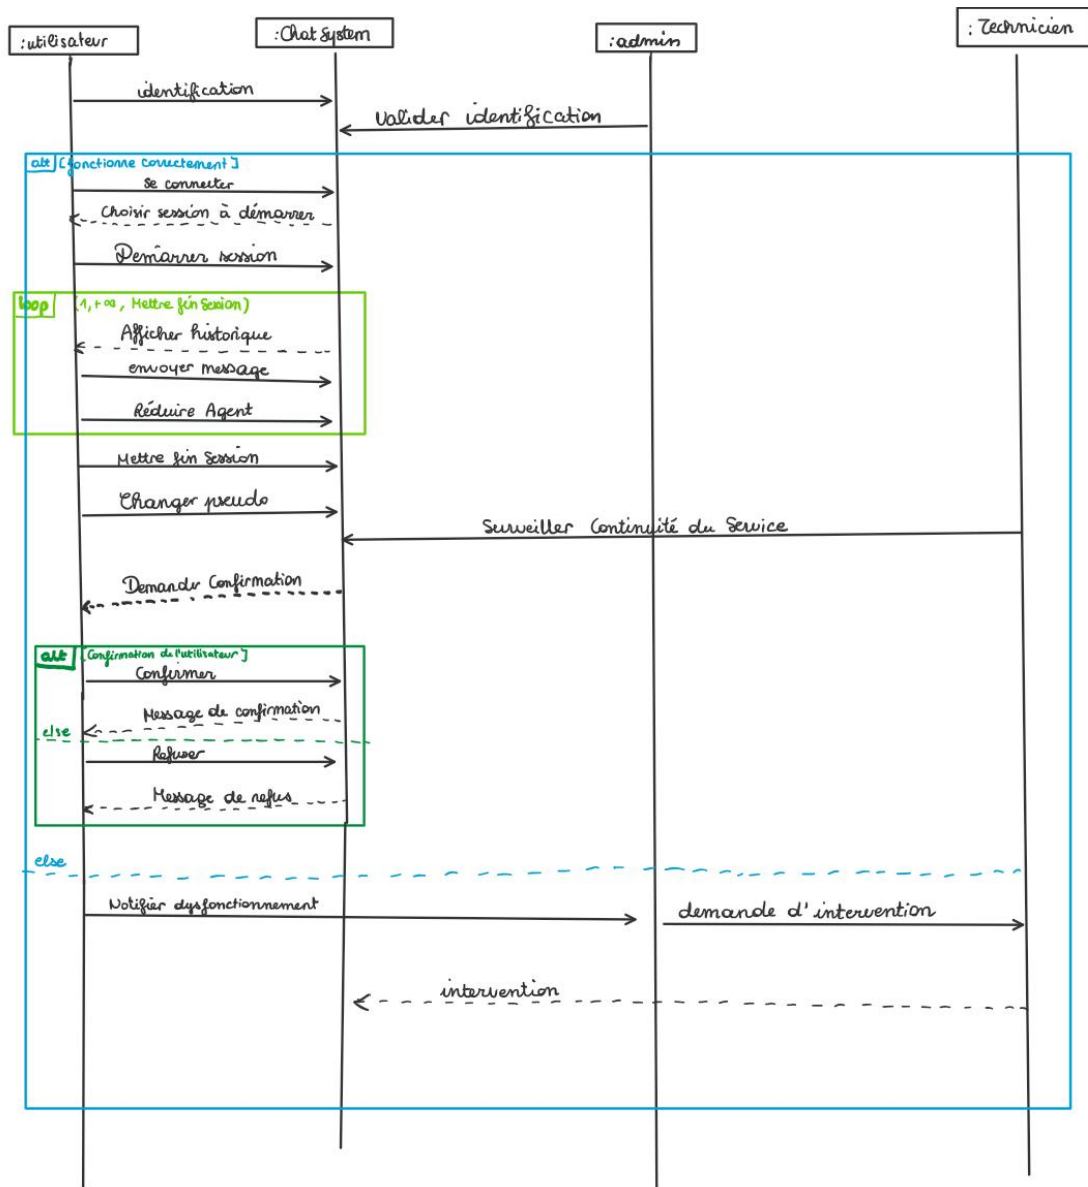 :utilisateur
:Chat System
:admin
: Technicien
identification
Valider identification
alt [fonctionne correctement]
se connecter
Choisir session à démarrer
Demarrer session
loop (1,+∞, Mettre fin Session)
Afficher historique
envoyer message
Réduire Agent
Mettre fin Session
Changer pseudo
Surveiller Continuité du Service
Demander Confirmation
alt [Confirmation de l'utilisateur]
Confirmer
Message de confirmation
else
Refuser
Message de refus
else
Notifier dysfonctionnement
demande d'intervention
intervention